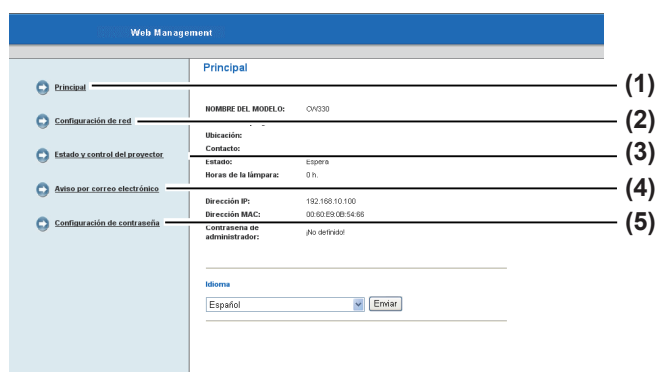 Web Management
Principal
Principal
(1)
NOMBRE DEL MODELO: CW330
Configuración de red
(2)
Ubicación:
Contacto:
Estado y control del proyector
(3)
Estado: Espera
Horas de la lámpara: 0 h.
Aviso por correo electrónico
(4)
Dirección IP: 192.168.10.100
Dirección MAC: 00:60:E9:0B:54:66
Configuración de contraseña
(5)
Contraseña de
administrador: ¡No definido!
Idioma
Español Enviar